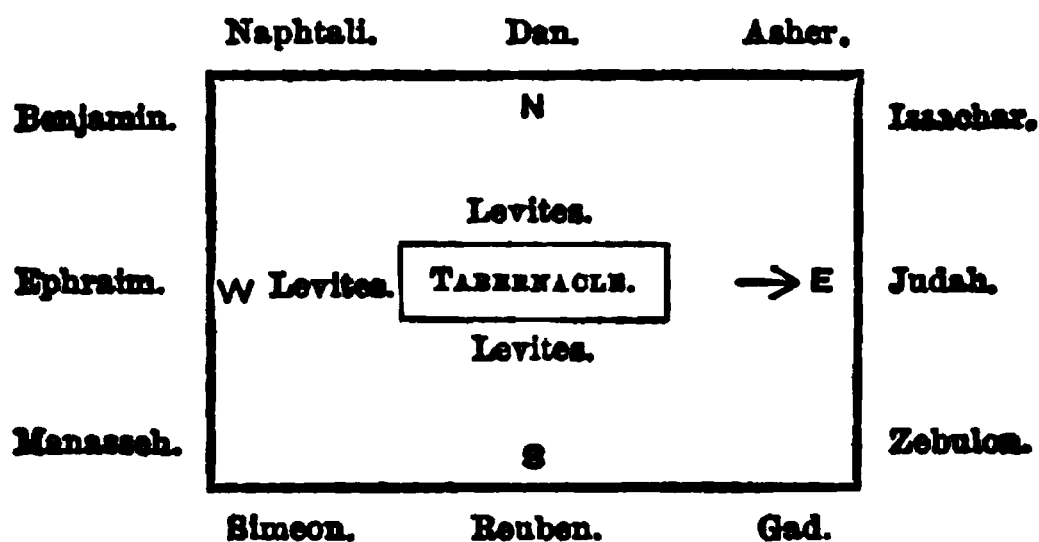 Naphtali. Dan. Asher.
Benjamin. N Issachar.
Levites.
Ephraim. W Levites. TABERNACLE. E Judah.
Levites.
Manasseh. S Zebulon.
Simeon. Reuben. Gad.